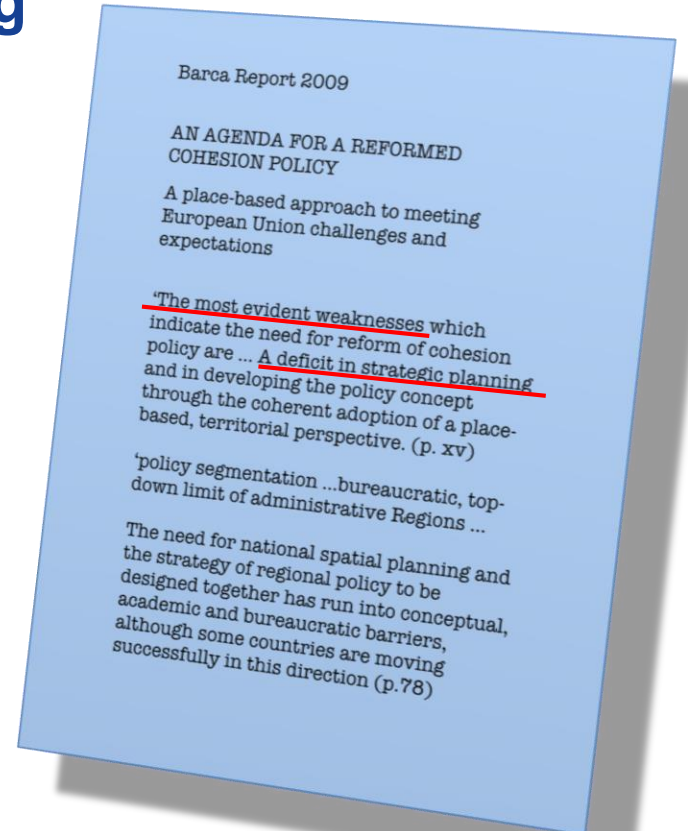 g
Barca Report 2009
AN AGENDA FOR A REFORMED
COHESION POLICY
A place-based approach to meeting
European Union challenges and
expectations
‘The most evident weaknesses which
indicate the need for reform of cohesion
policy are ... A deficit in strategic planning
and in developing the policy concept
through the coherent adoption of a place-
based, territorial perspective. (p. xv)
‘policy segmentation ...bureaucratic, top-
down limit of administrative Regions ...
The need for national spatial planning and
the strategy of regional policy to be
designed together has run into conceptual,
academic and bureaucratic barriers,
although some countries are moving
successfully in this direction (p.78)